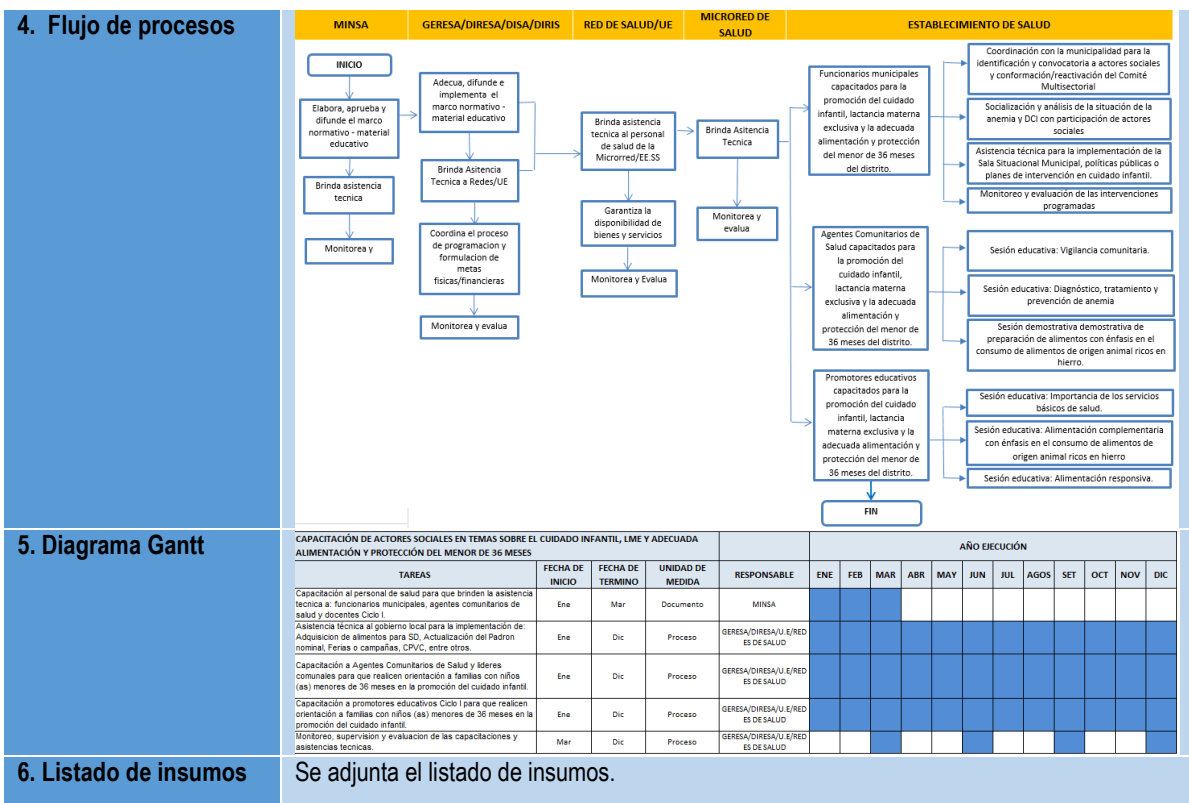 4. Flujo de procesos
MINSA
GERESA/DIRESA/DISA/DIRIS
RED DE SALUD/UE
MICRORED DE
SALUD
ESTABLECIMIENTO DE SALUD
INICIO
Elabora, aprueba y
difunde el marco
normativo - material
educativo
Brinda asistencia
tecnica
Monitorea y
Adecua, difunde e
implementa el
marco normativo -
material educativo
Brinda Asitencia
Tecnica a Redes/UE
Coordina el proceso
de programacion y
formulacion de
metas
fisicas/financieras
Monitorea y evalua
Brinda asistencia
tecnica al personal
de salud de la
Microrred/EE.SS
Garantiza la
disponibilidad de
bienes y servicios
Monitorea y Evalua
Brinda Asitencia
Tecnica
Monitorea y
evalua
Funcionarios municipales
capacitados para la
promoción del cuidado
infantil, lactancia materna
exclusiva y la adecuada
alimentación y protección
del menor de 36 meses
del distrito.
Coordinación con la municipalidad para la
identificación y convocatoria a actores sociales
y conformación/reactivación del Comité
Multisectorial
Socialización y análisis de la situación de la
anemia y DCI con participación de actores
sociales
Asistencia técnica para la implementación de la
Sala Situacional Municipal, políticas públicas o
planes de intervención en cuidado infantil.
Monitoreo y evaluación de las intervenciones
programadas
Agentes Comunitarios de
Salud capacitados para
la promoción del
cuidado infantil,
lactancia materna
exclusiva y la adecuada
alimentación y
protección del menor de
36 meses del distrito.
Sesión educativa: Vigilancia comunitaria.
Sesión educativa: Diagnóstico, tratamiento y
prevención de anemia
Sesión demostrativa demostrativa de
preparación de alimentos con énfasis en el
consumo de alimentos de origen animal ricos en
hierro.
Promotores educativos
capacitados para la
promoción del cuidado
infantil, lactancia
materna exclusiva y la
adecuada alimentación y
protección del menor de
36 meses del distrito.
Sesión educativa: Importancia de los servicios
básicos de salud.
Sesión educativa: Alimentación complementaria
con énfasis en el consumo de alimentos de
origen animal ricos en hierro
Sesión educativa: Alimentación responsiva.
FIN
5. Diagrama Gantt
CAPACITACIÓN DE ACTORES SOCIALES EN TEMAS SOBRE EL CUIDADO INFANTIL, LME Y ADECUADA
ALIMENTACIÓN Y PROTECCIÓN DEL MENOR DE 36 MESES
AÑO EJECUCIÓN
TAREAS
FECHA DE
INICIO
FECHA DE
TERMINO
UNIDAD DE
MEDIDA
RESPONSABLE
ENE FEB MAR ABR MAY JUN JUL AGOS SET OCT NOV DIC
Capacitación al personal de salud para que brinden la asistencia
tecnica a: funcionarios municipales, agentes comunitarios de
salud y docentes Ciclo I.
Ene Mar Documento MINSA
Asistencia técnica al gobierno local para la implementación de:
Adquisicion de alimentos para SD, Actualización del Padron
nominal, Ferias o campañas, CPVC, entre otros.
Ene Dic Proceso
GERESA/DIRESA/U.E/RED
ES DE SALUD
Capacitación a Agentes Comunitarios de Salud y lideres
comunales para que realicen orientación a familias con niños
(as) menores de 36 meses en la promoción del cuidado infantil.
Ene Dic Proceso
GERESA/DIRESA/U.E/RED
ES DE SALUD
Capacitación a promotores educativos Ciclo I para que realicen
orientación a familias con niños (as) menores de 36 meses en la
promoción del cuidado infantil.
Ene Dic Proceso
GERESA/DIRESA/U.E/RED
ES DE SALUD
Monitoreo, supervision y evaluación de las capacitaciones y
asistencias tecnicas.
Mar Dic Proceso
GERESA/DIRESA/U.E/RED
ES DE SALUD
6. Listado de insumos
Se adjunta el listado de insumos.